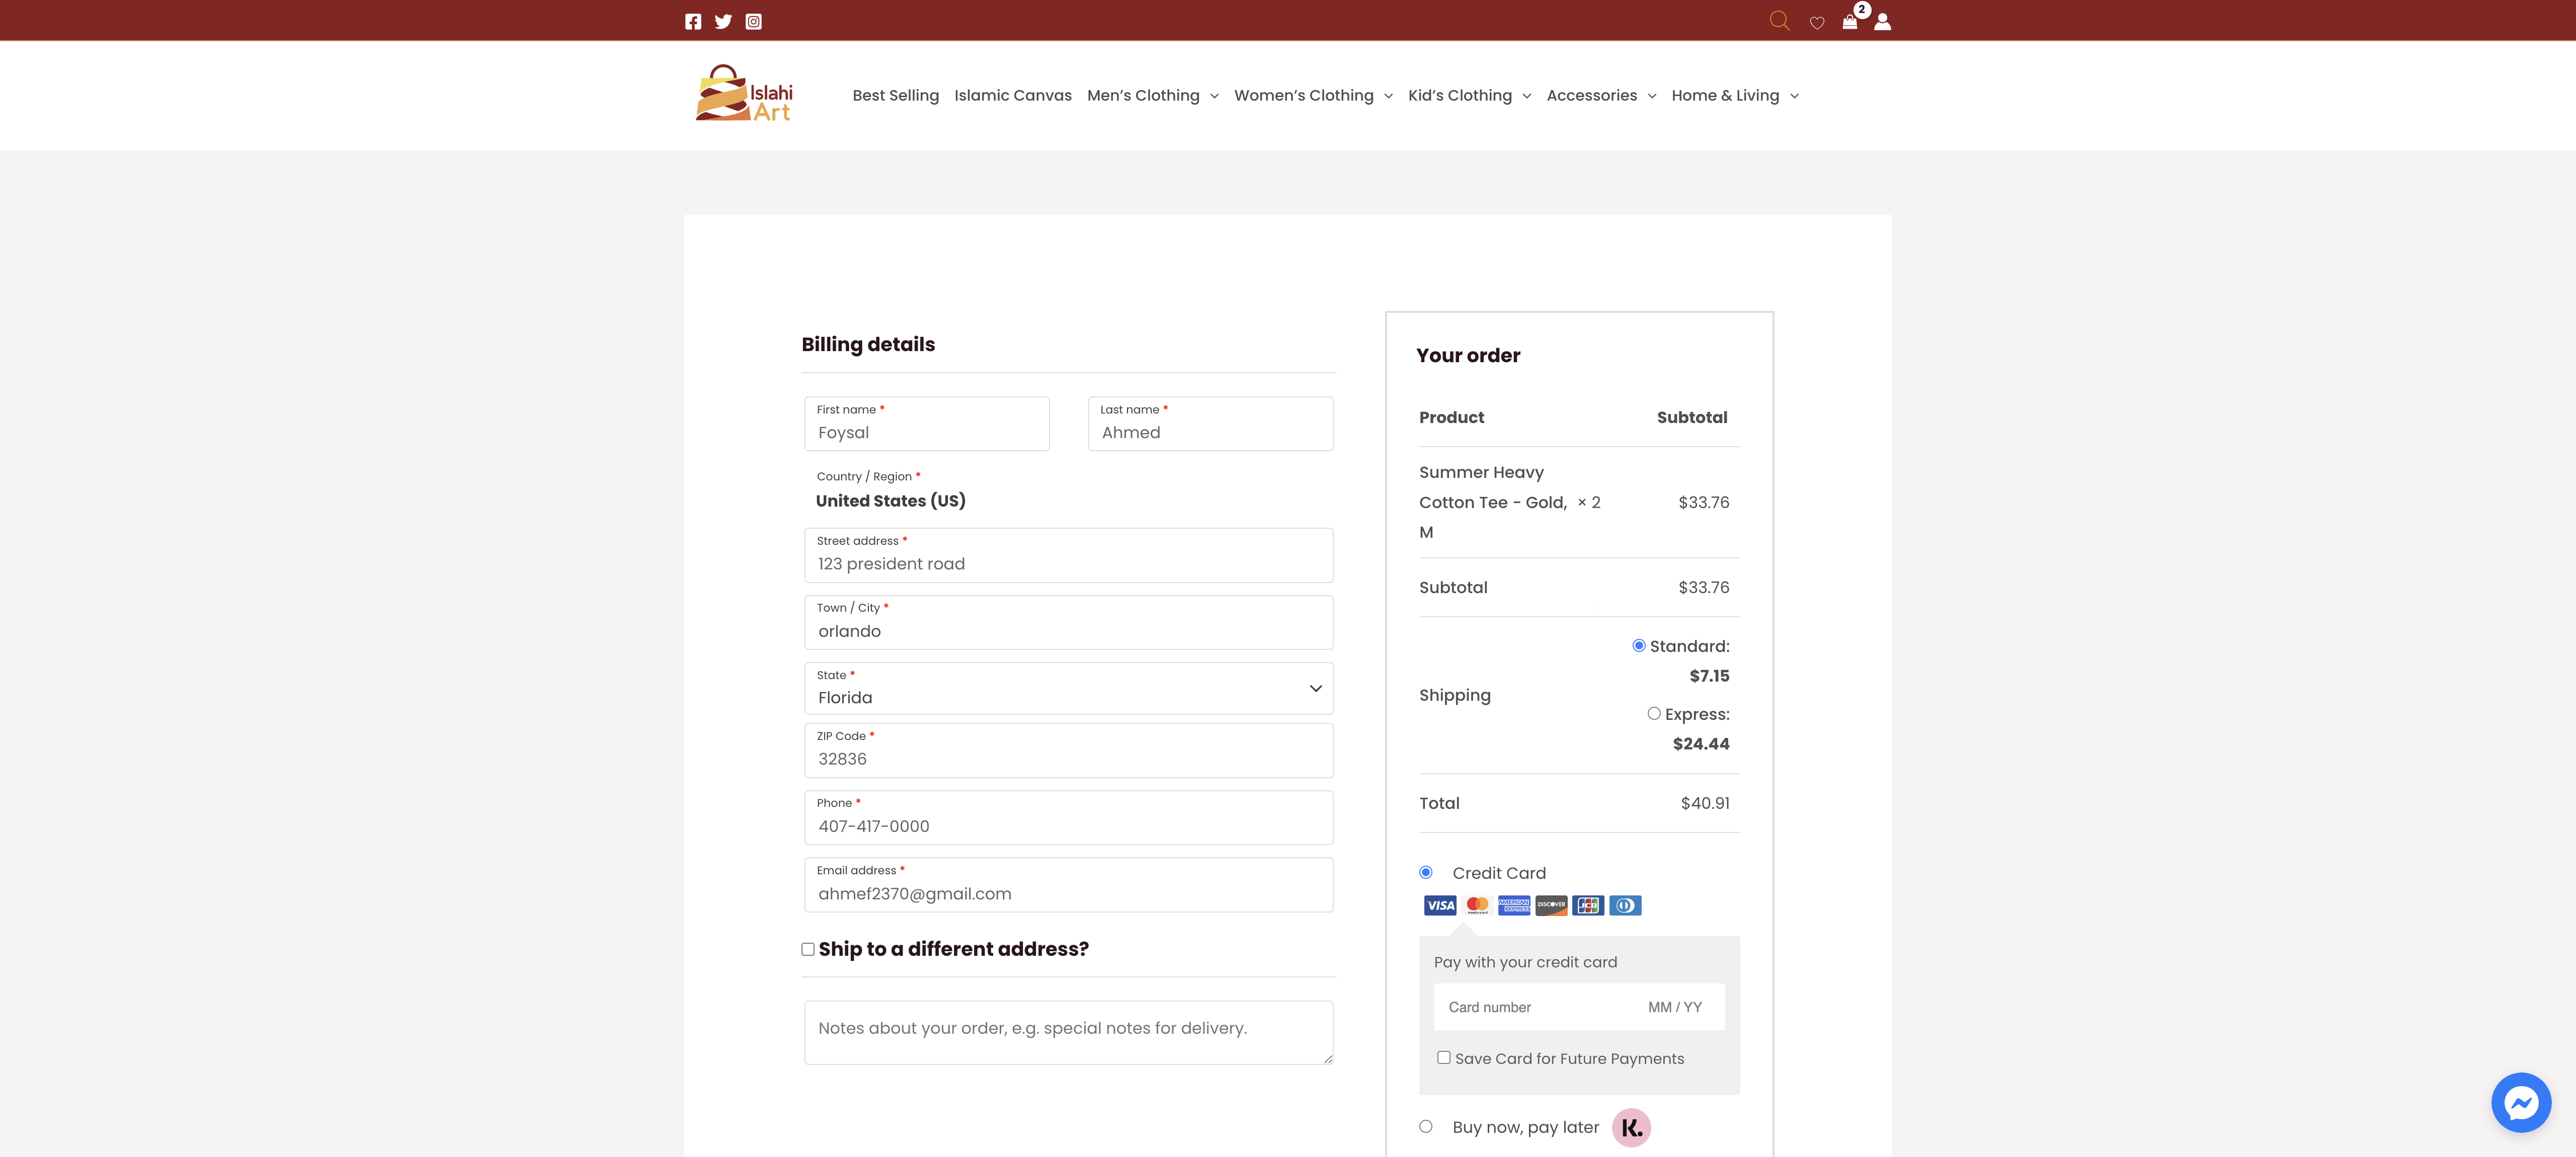 2
Islahi
Art
Best Selling Islamic Canvas Men's Clothing Women's Clothing Kid's Clothing Accessories Home & Living
Billing details
First name *
Foysal
Last name *
Ahmed
Country / Region *
United States (US)
Street address *
123 president road
Town / City *
orlando
State *
Florida
ZIP Code *
32836
Phone *
407-417-0000
Email address *
ahmef2370@gmail.com
Ship to a different address?
Notes about your order, e.g. special notes for delivery.
Your order
Product Subtotal
Summer Heavy
Cotton Tee - Gold, × 2 $33.76
M
Subtotal $33.76
Shipping
Standard:
$7.15
Express:
$24.44
Total $40.91
Credit Card
VISA mastercard AMERICAN EXPRESS DISCOVER JCB
Pay with your credit card
Card number MM / YY
Save Card for Future Payments
Buy now, pay later K.